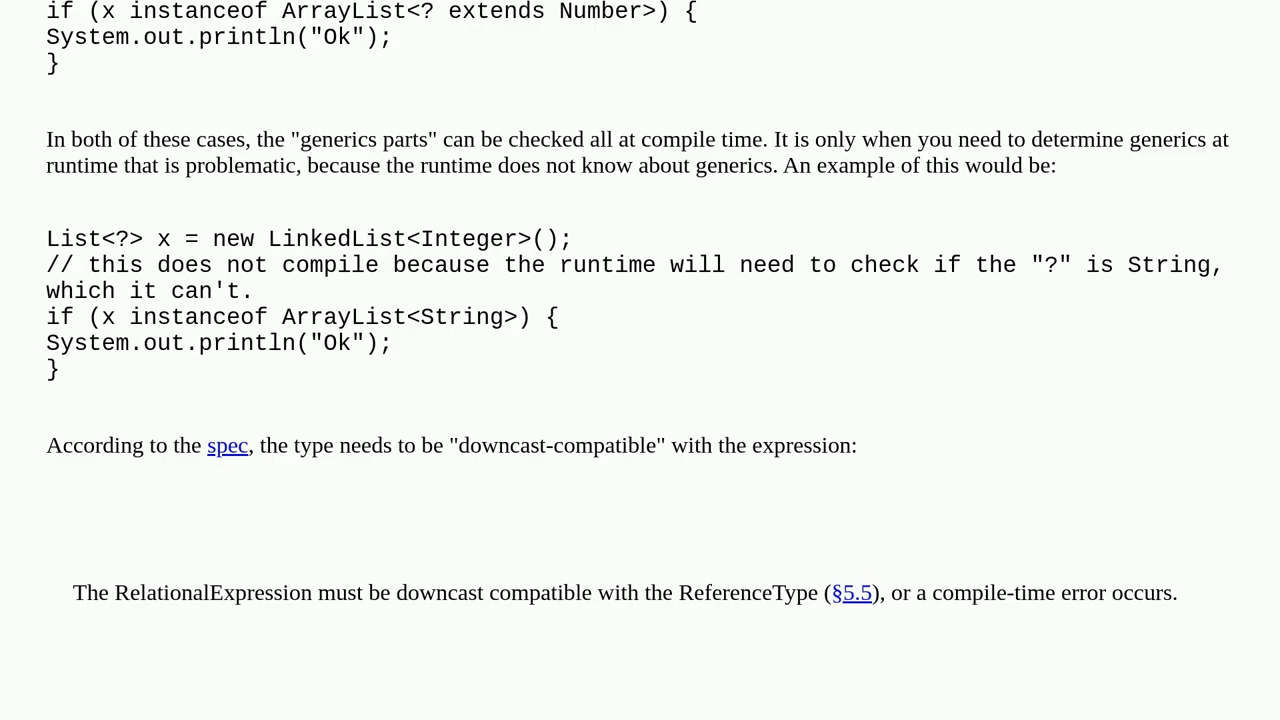 if (x instanceof ArrayList<? extends Number>) {
System.out.println("Ok");
}
In both of these cases, the "generics parts" can be checked all at compile time. It is only when you need to determine generics at
runtime that is problematic, because the runtime does not know about generics. An example of this would be:
List<?> x = new LinkedList<Integer>();
// this does not compile because the runtime will need to check if the "?" is String,
which it can't.
if (x instanceof ArrayList<String>) {
System.out.println("Ok");
}
According to the spec, the type needs to be "downcast-compatible" with the expression:
The RelationalExpression must be downcast compatible with the ReferenceType (§5.5), or a compile-time error occurs.